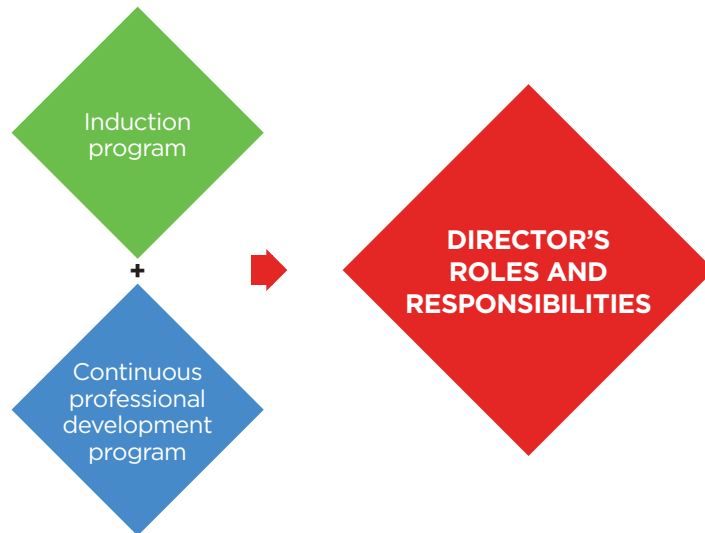 Induction
program
+
Continuous
professional
development
program
DIRECTOR'S
ROLES AND
RESPONSIBILITIES